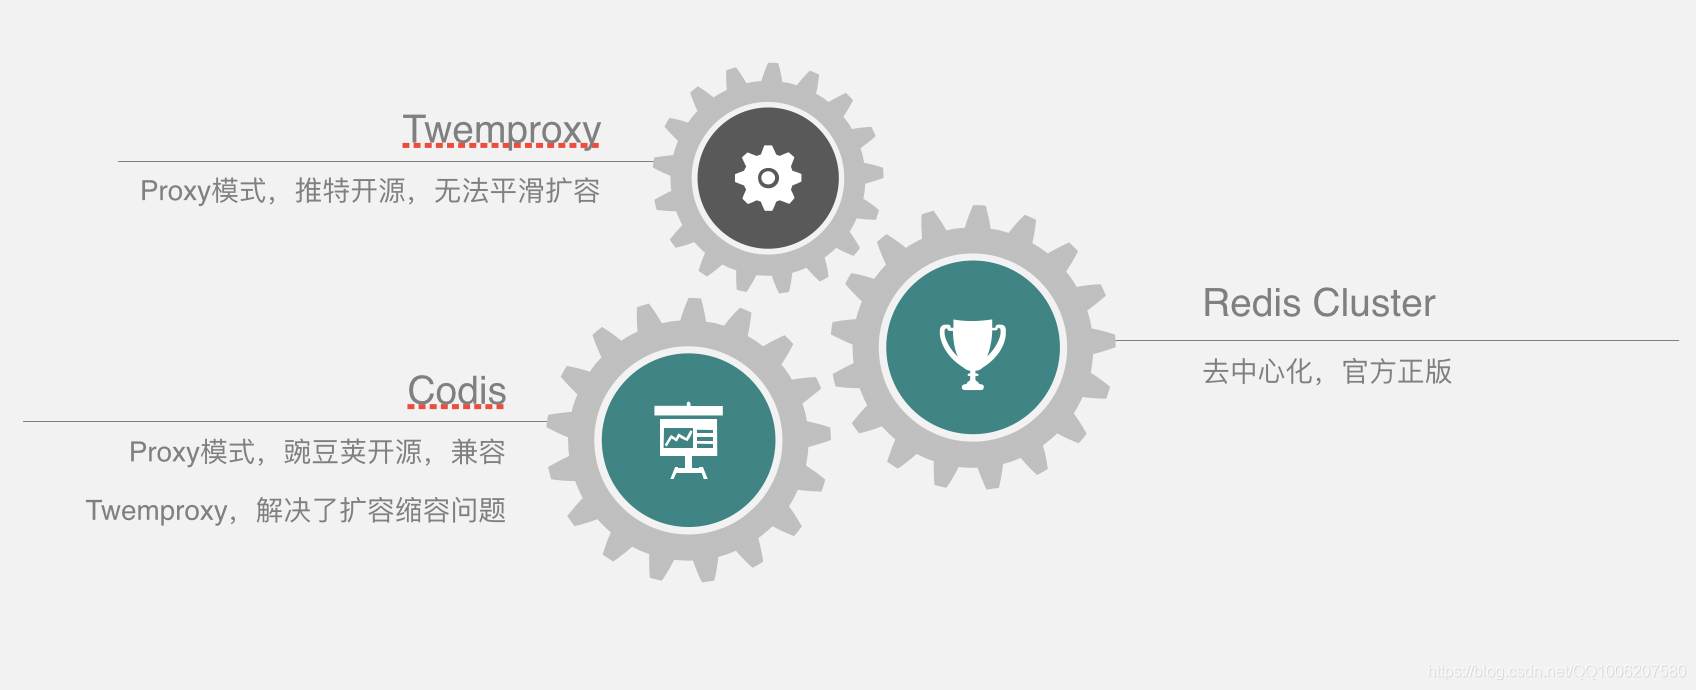 Twemproxy
Proxy模式，推特开源，无法平滑扩容
Redis Cluster
去中心化，官方正版
Codis
Proxy模式，豌豆荚开源，兼容
Twemproxy，解决了扩容缩容问题
https://blog.csdn.net/QQ1006207580